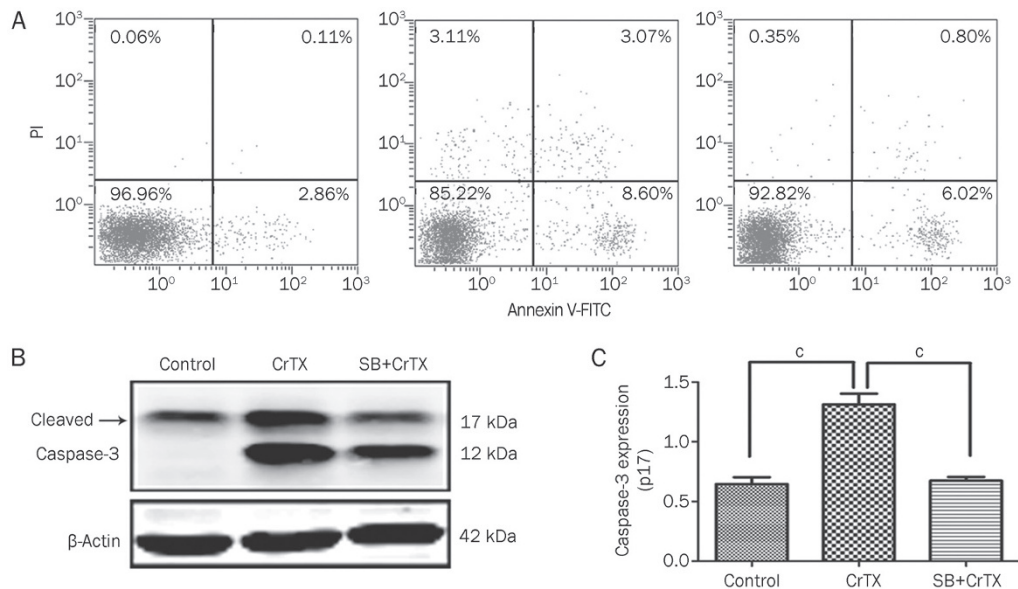 A
PI
10³
10²
10¹
10⁰
0.06%
0.11%
96.96%
2.86%
10⁰
10¹
10²
10³
10³
10²
10¹
10⁰
3.11%
3.07%
85.22%
8.60%
10⁰
10¹
10²
10³
10³
10²
10¹
10⁰
0.35%
0.80%
92.82%
6.02%
10⁰
10¹
10²
10³
Annexin V-FITC
B
Control
CrTX
SB+CrTX
Cleaved
17 kDa
Caspase-3
12 kDa
β-Actin
42 kDa
C
c
c
Caspase-3 expression
(p17)
1.5
1.0
0.5
0.0
Control
CrTX
SB+CrTX